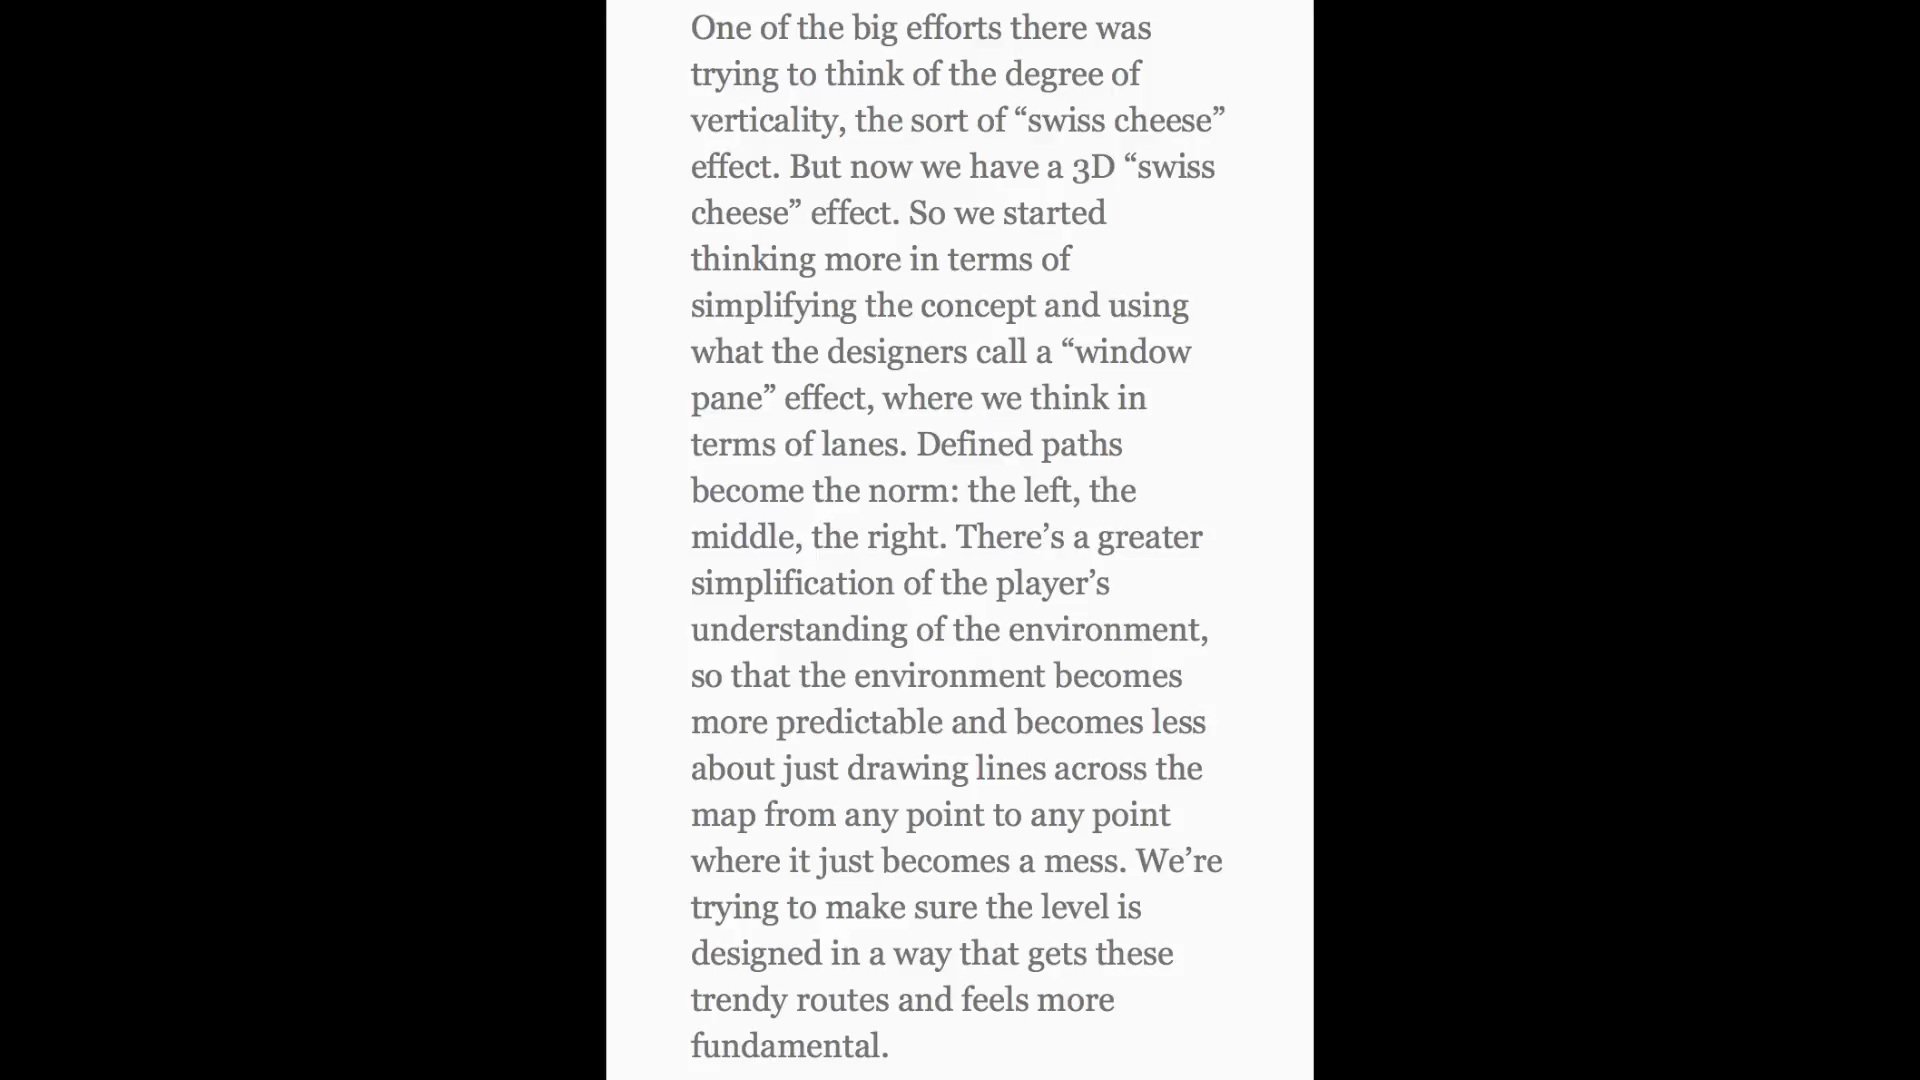 One of the big efforts there was
trying to think of the degree of
verticality, the sort of “swiss cheese”
effect. But now we have a 3D “swiss
cheese” effect. So we started
thinking more in terms of
simplifying the concept and using
what the designers call a “window
pane” effect, where we think in
terms of lanes. Defined paths
become the norm: the left, the
middle, the right. There’s a greater
simplification of the player’s
understanding of the environment,
so that the environment becomes
more predictable and becomes less
about just drawing lines across the
map from any point to any point
where it just becomes a mess. We’re
trying to make sure the level is
designed in a way that gets these
trendy routes and feels more
fundamental.